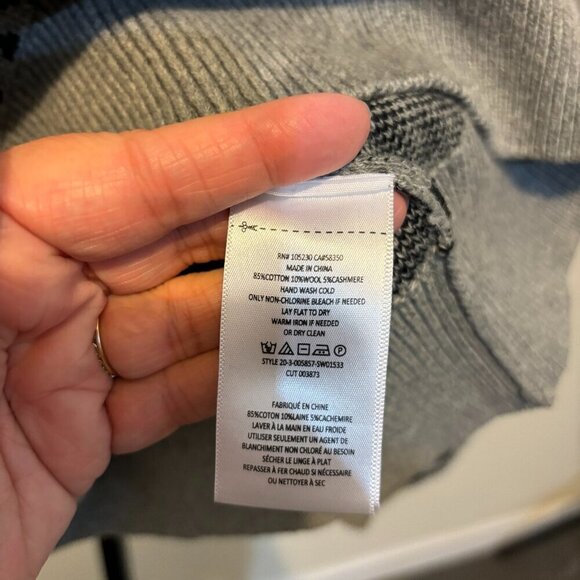 RN# 105230 CA#58350
MADE IN CHINA
85%COTTON 10%WOOL 5%CASHMERE
HAND WASH COLD
ONLY NON-CHLORINE BLEACH IF NEEDED
LAY FLAT TO DRY
WARM IRON IF NEEDED
OR DRY CLEAN
STYLE 20-3-005857-SW01533
CUT 003873
FABRIQUÉ EN CHINE
85%COTON 10%LAINE 5%CACHEMIRE
LAVER À LA MAIN EN EAU FROIDE
UTILISER SEULEMENT UN AGENT DE
BLANCHIMENT NON CHLORÉ AU BESOIN
SÉCHER LE LINGE À PLAT
REPASSER À FER CHAUD SI NÉCESSAIRE
OU NETTOYER À SEC